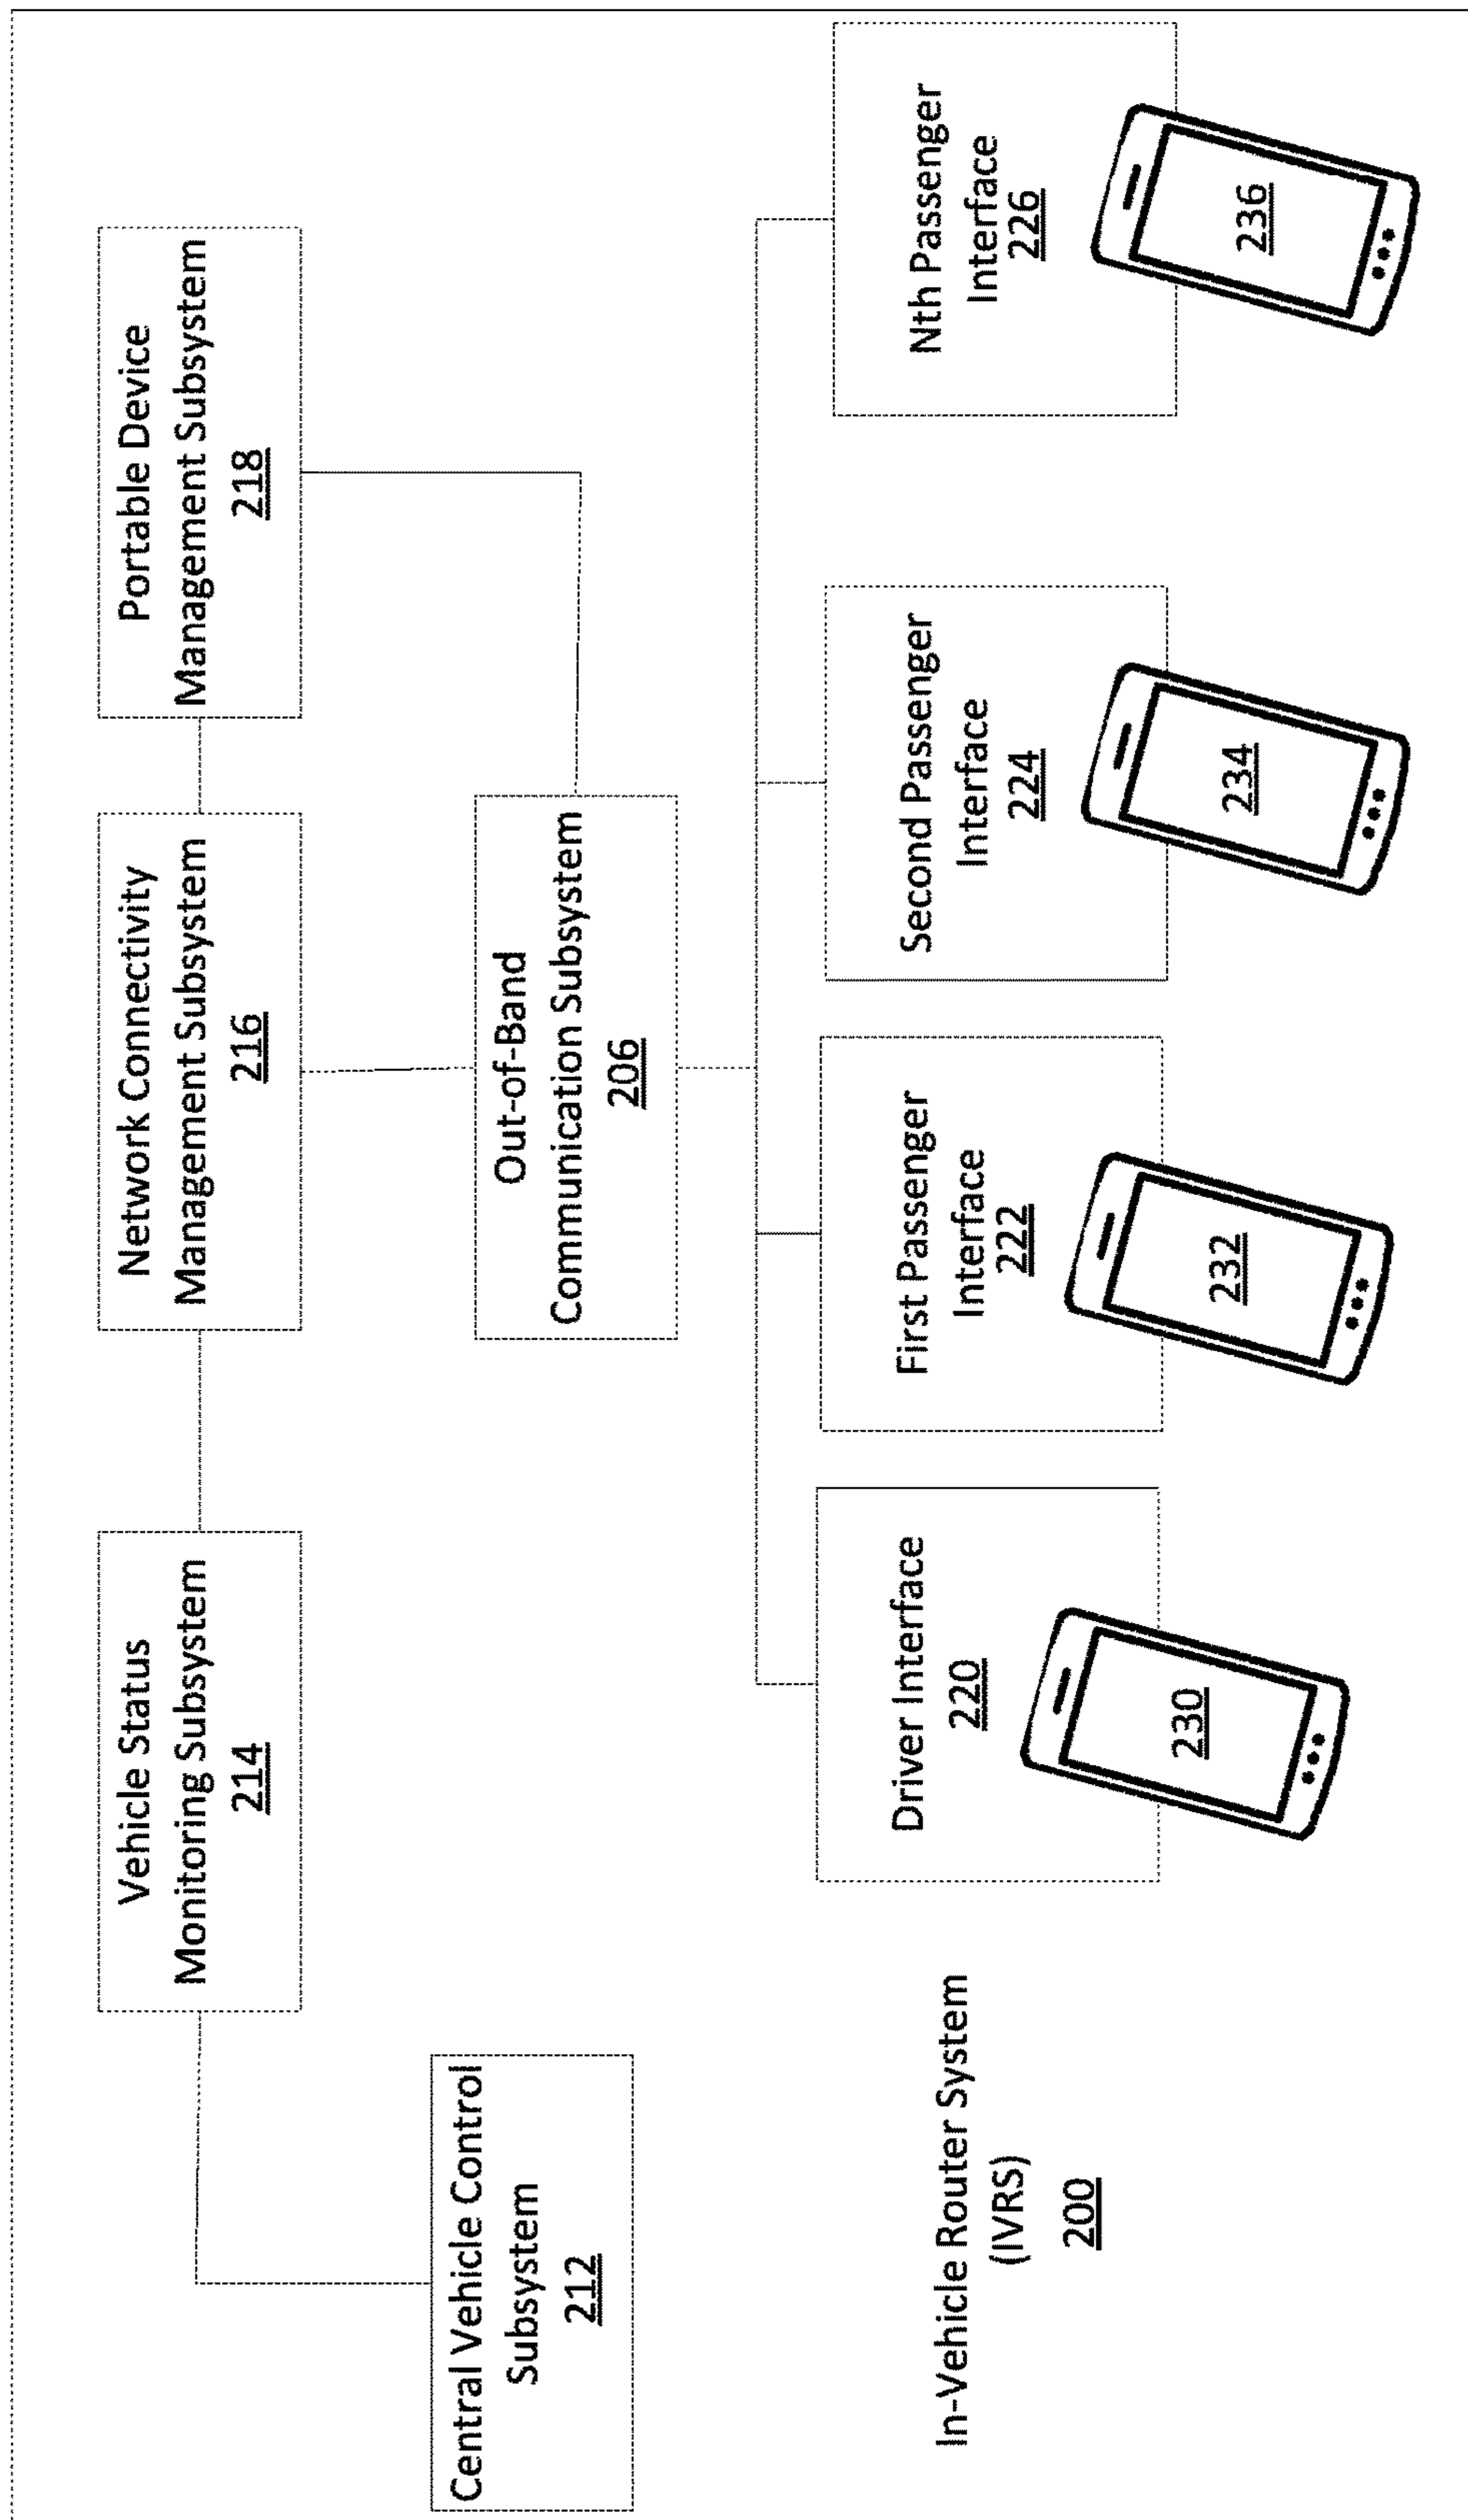 Vehicle Status
Monitoring Subsystem
214
Network Connectivity
Management Subsystem
216
Portable Device
Management Subsystem
218
Central Vehicle Control
Subsystem
212
Out-of-Band
Communication Subsystem
206
In-Vehicle Router System
(IVRS)
200
Driver Interface
220
230
First Passenger
Interface
222
232
Second Passenger
Interface
224
234
Nth Passenger
Interface
226
236